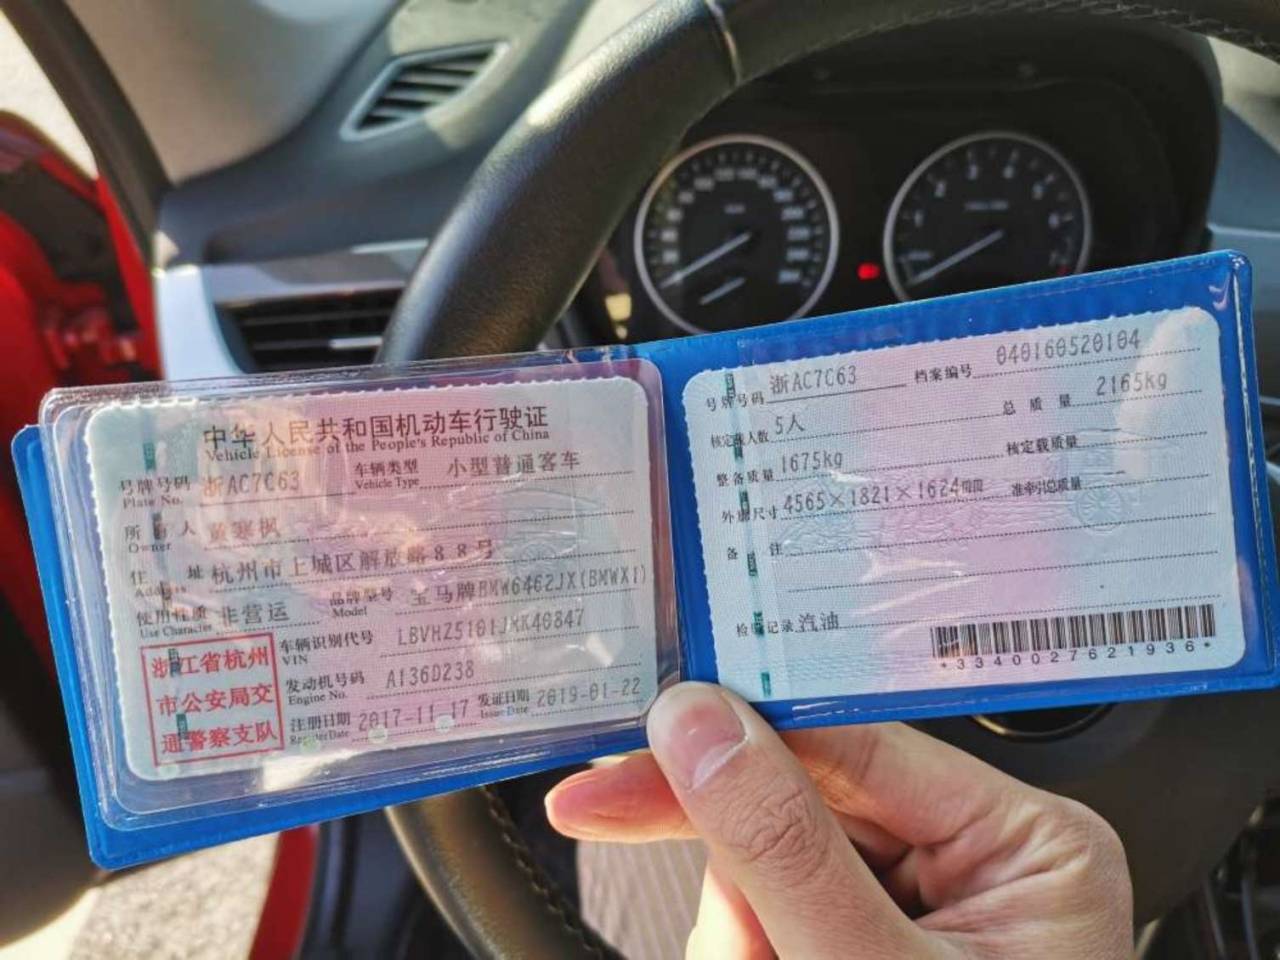 中华人民共和国机动车行驶证
Vehicle License of the People's Republic of China
号牌号码 浙AC7C63 车辆类型 小型普通客车
Plate No. Vehicle Type
所有人 黄寒枫
Owner
住址 杭州市上城区解放路88号
Address
使用性质 非营运 品牌型号 宝马牌BMW6462JX(BMWX1)
Use Character Model
车辆识别代号 LBVHZ5101JMK40847
VIN
发动机号码 A136D238
Engine No.
注册日期 2017-11-17 发证日期 2019-01-22
Register Date Issue Date
浙江省杭州
市公安局交
通警察支队
号牌号码 浙AC7C63 档案编号 040160520104
核定载人数 5人 总质量 2165kg
整备质量 1675kg 核定载质量
外廓尺寸 4565×1821×1624mm 准牵引总质量
备注
检验记录 汽油
*3340027621936*